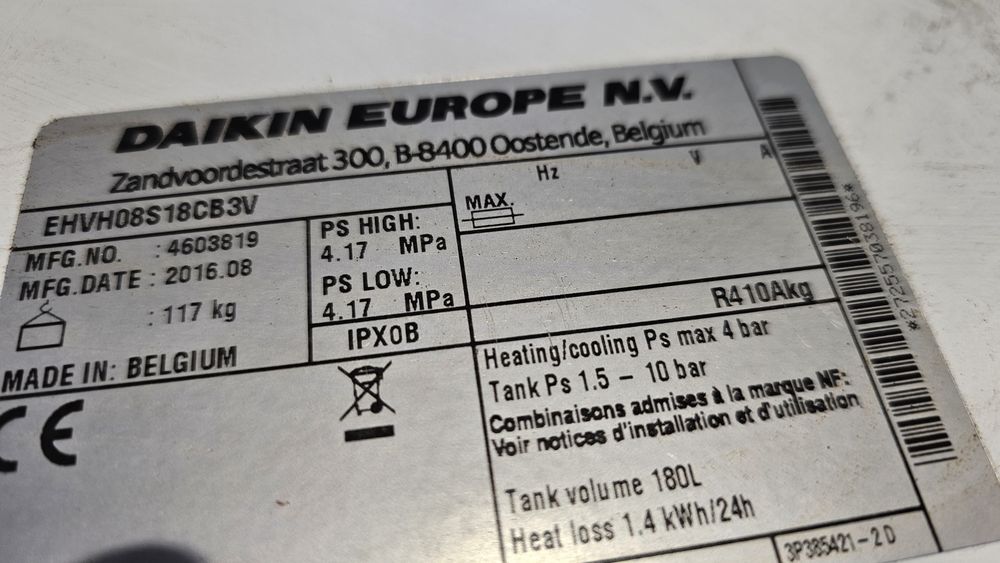 DAIKIN EUROPE N.V.
Zandvoordestraat 300, B-8400 Oostende, Belgium
EHVH08S18CB3V
MFG.NO. : 4603819
MFG.DATE : 2016.08
: 117 kg
MADE IN: BELGIUM
CE
PS HIGH:
4.17 MPa
PS LOW:
4.17 MPa
IPX0B
Hz V A
MAX.
R410Akg
Heating/cooling Ps max 4 bar
Tank Ps 1.5 – 10 bar
Combinaisons admises à la marque NF:
Voir notices d'installation et d'utilisation
Tank volume 180L
Heat loss 1.4 kWh/24h
3P385421-2D
*272557038196*